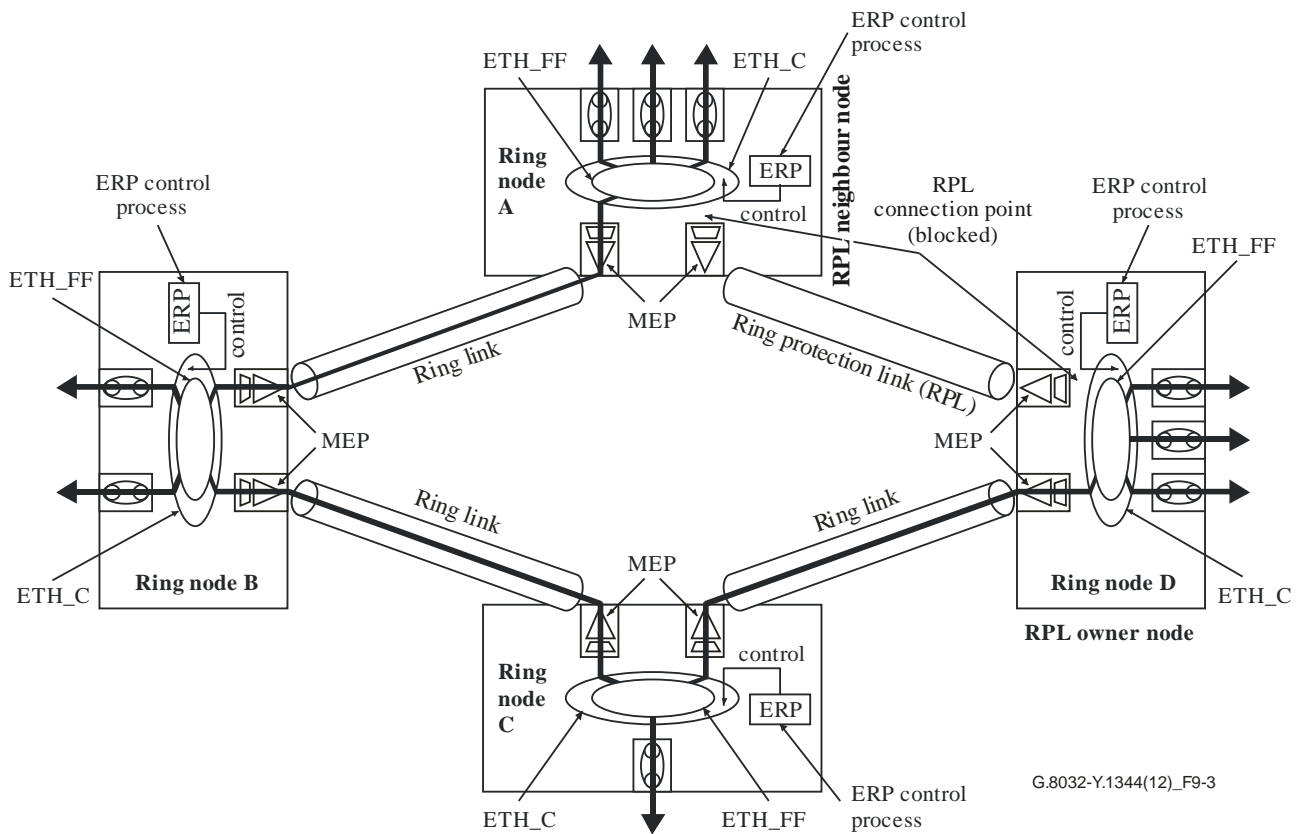 ERP control
process
ETH_FF
ETH_C
RPL neighbour node
Ring
node
A
ERP
control
RPL
connection point
(blocked)
ERP control
process
ERP control
process
ETH_FF
ETH_FF
ERP
control
ERP
control
MEP
Ring link
Ring protection link (RPL)
MEP
MEP
Ring link
Ring link
MEP
Ring node B
ETH_C
Ring node D
ETH_C
RPL owner node
Ring
node
C
control
ERP
ETH_C
ETH_FF
ERP control
process
G.8032-Y.1344(12)_F9-3